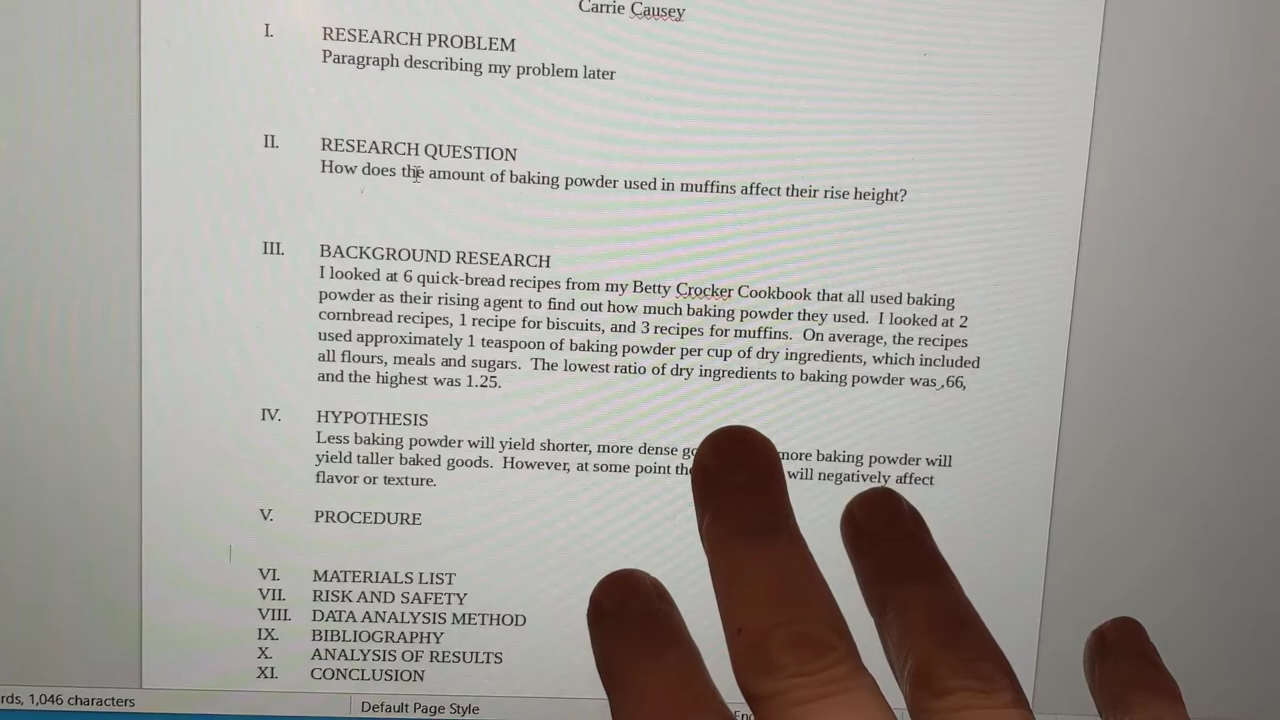 Carrie Causey
I. RESEARCH PROBLEM
Paragraph describing my problem later
II. RESEARCH QUESTION
How does the amount of baking powder used in muffins affect their rise height?
III. BACKGROUND RESEARCH
I looked at 6 quick-bread recipes from my Betty Crocker Cookbook that all used baking
powder as their rising agent to find out how much baking powder they used. I looked at 2
cornbread recipes, 1 recipe for biscuits, and 3 recipes for muffins. On average, the recipes
used approximately 1 teaspoon of baking powder per cup of dry ingredients, which included
all flours, meals and sugars. The lowest ratio of dry ingredients to baking powder was .66,
and the highest was 1.25.
IV. HYPOTHESIS
Less baking powder will yield shorter, more dense more baking powder will
yield taller baked goods. However, at some point will negatively affect
flavor or texture.
V. PROCEDURE
VI. MATERIALS LIST
VII. RISK AND SAFETY
VIII. DATA ANALYSIS METHOD
IX. BIBLIOGRAPHY
X. ANALYSIS OF RESULTS
XI. CONCLUSION
1,046 characters Default Page Style